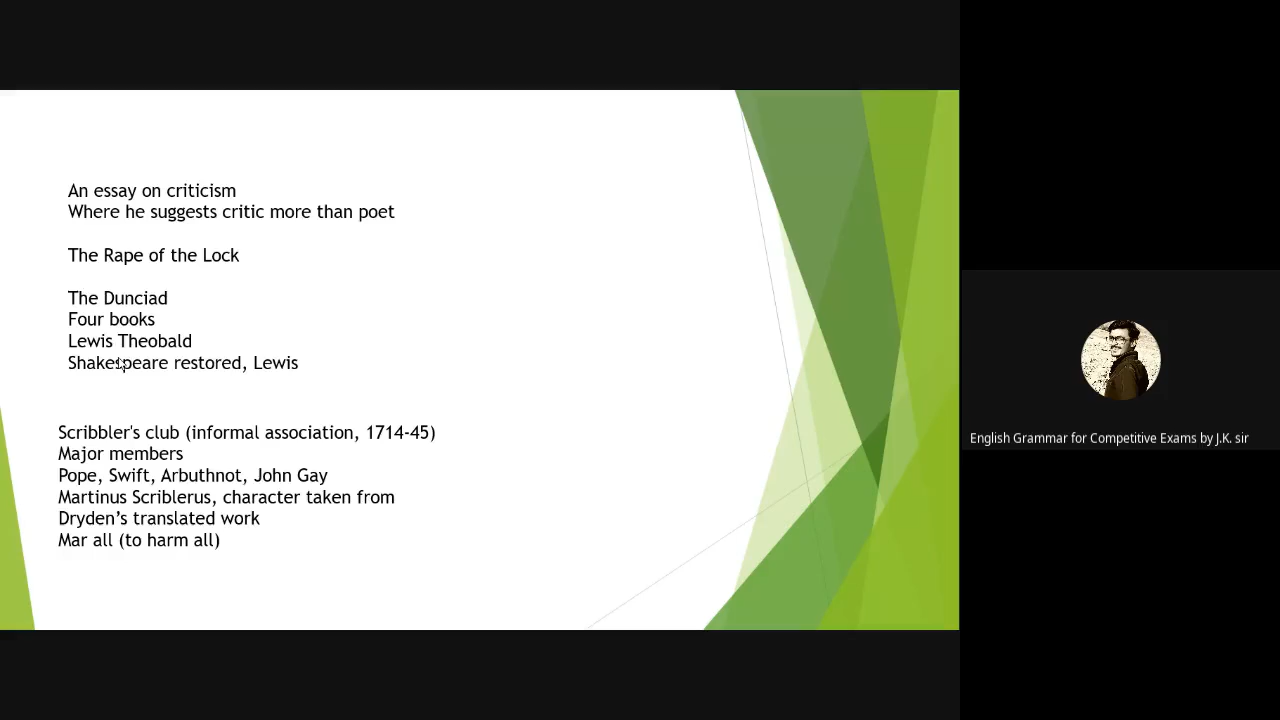 An essay on criticism
Where he suggests critic more than poet
The Rape of the Lock
The Dunciad
Four books
Lewis Theobald
Shakespeare restored, Lewis
Scribbler's club (informal association, 1714-45)
Major members
Pope, Swift, Arbuthnot, John Gay
Martinus Scriblerus, character taken from
Dryden’s translated work
Mar all (to harm all)
English Grammar for Competitive Exams by J.K. sir